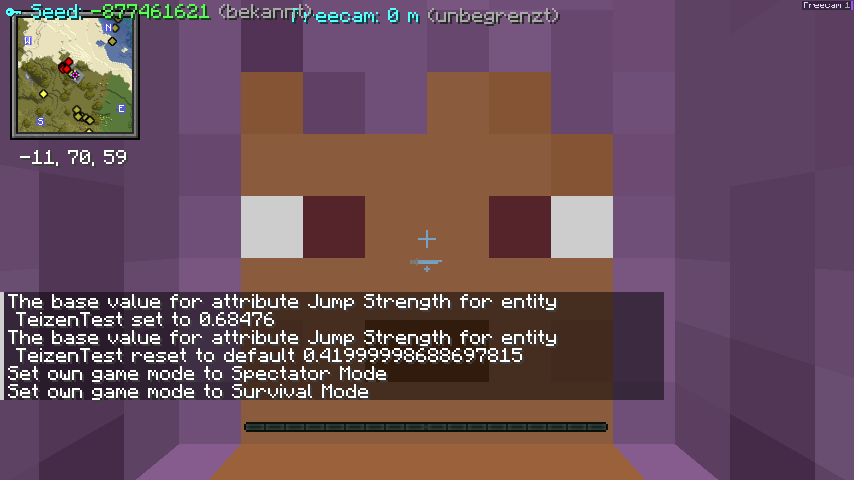 Seed: -877461621 (bekannt)
Freecam: 0 m (unbegrenzt)
Freecam 1
N
W
E
S
-11, 70, 59
The base value for attribute Jump Strength for entity
TeizenTest set to 0.68476
The base value for attribute Jump Strength for entity
TeizenTest reset to default 0.41999998688697815
Set own game mode to Spectator Mode
Set own game mode to Survival Mode